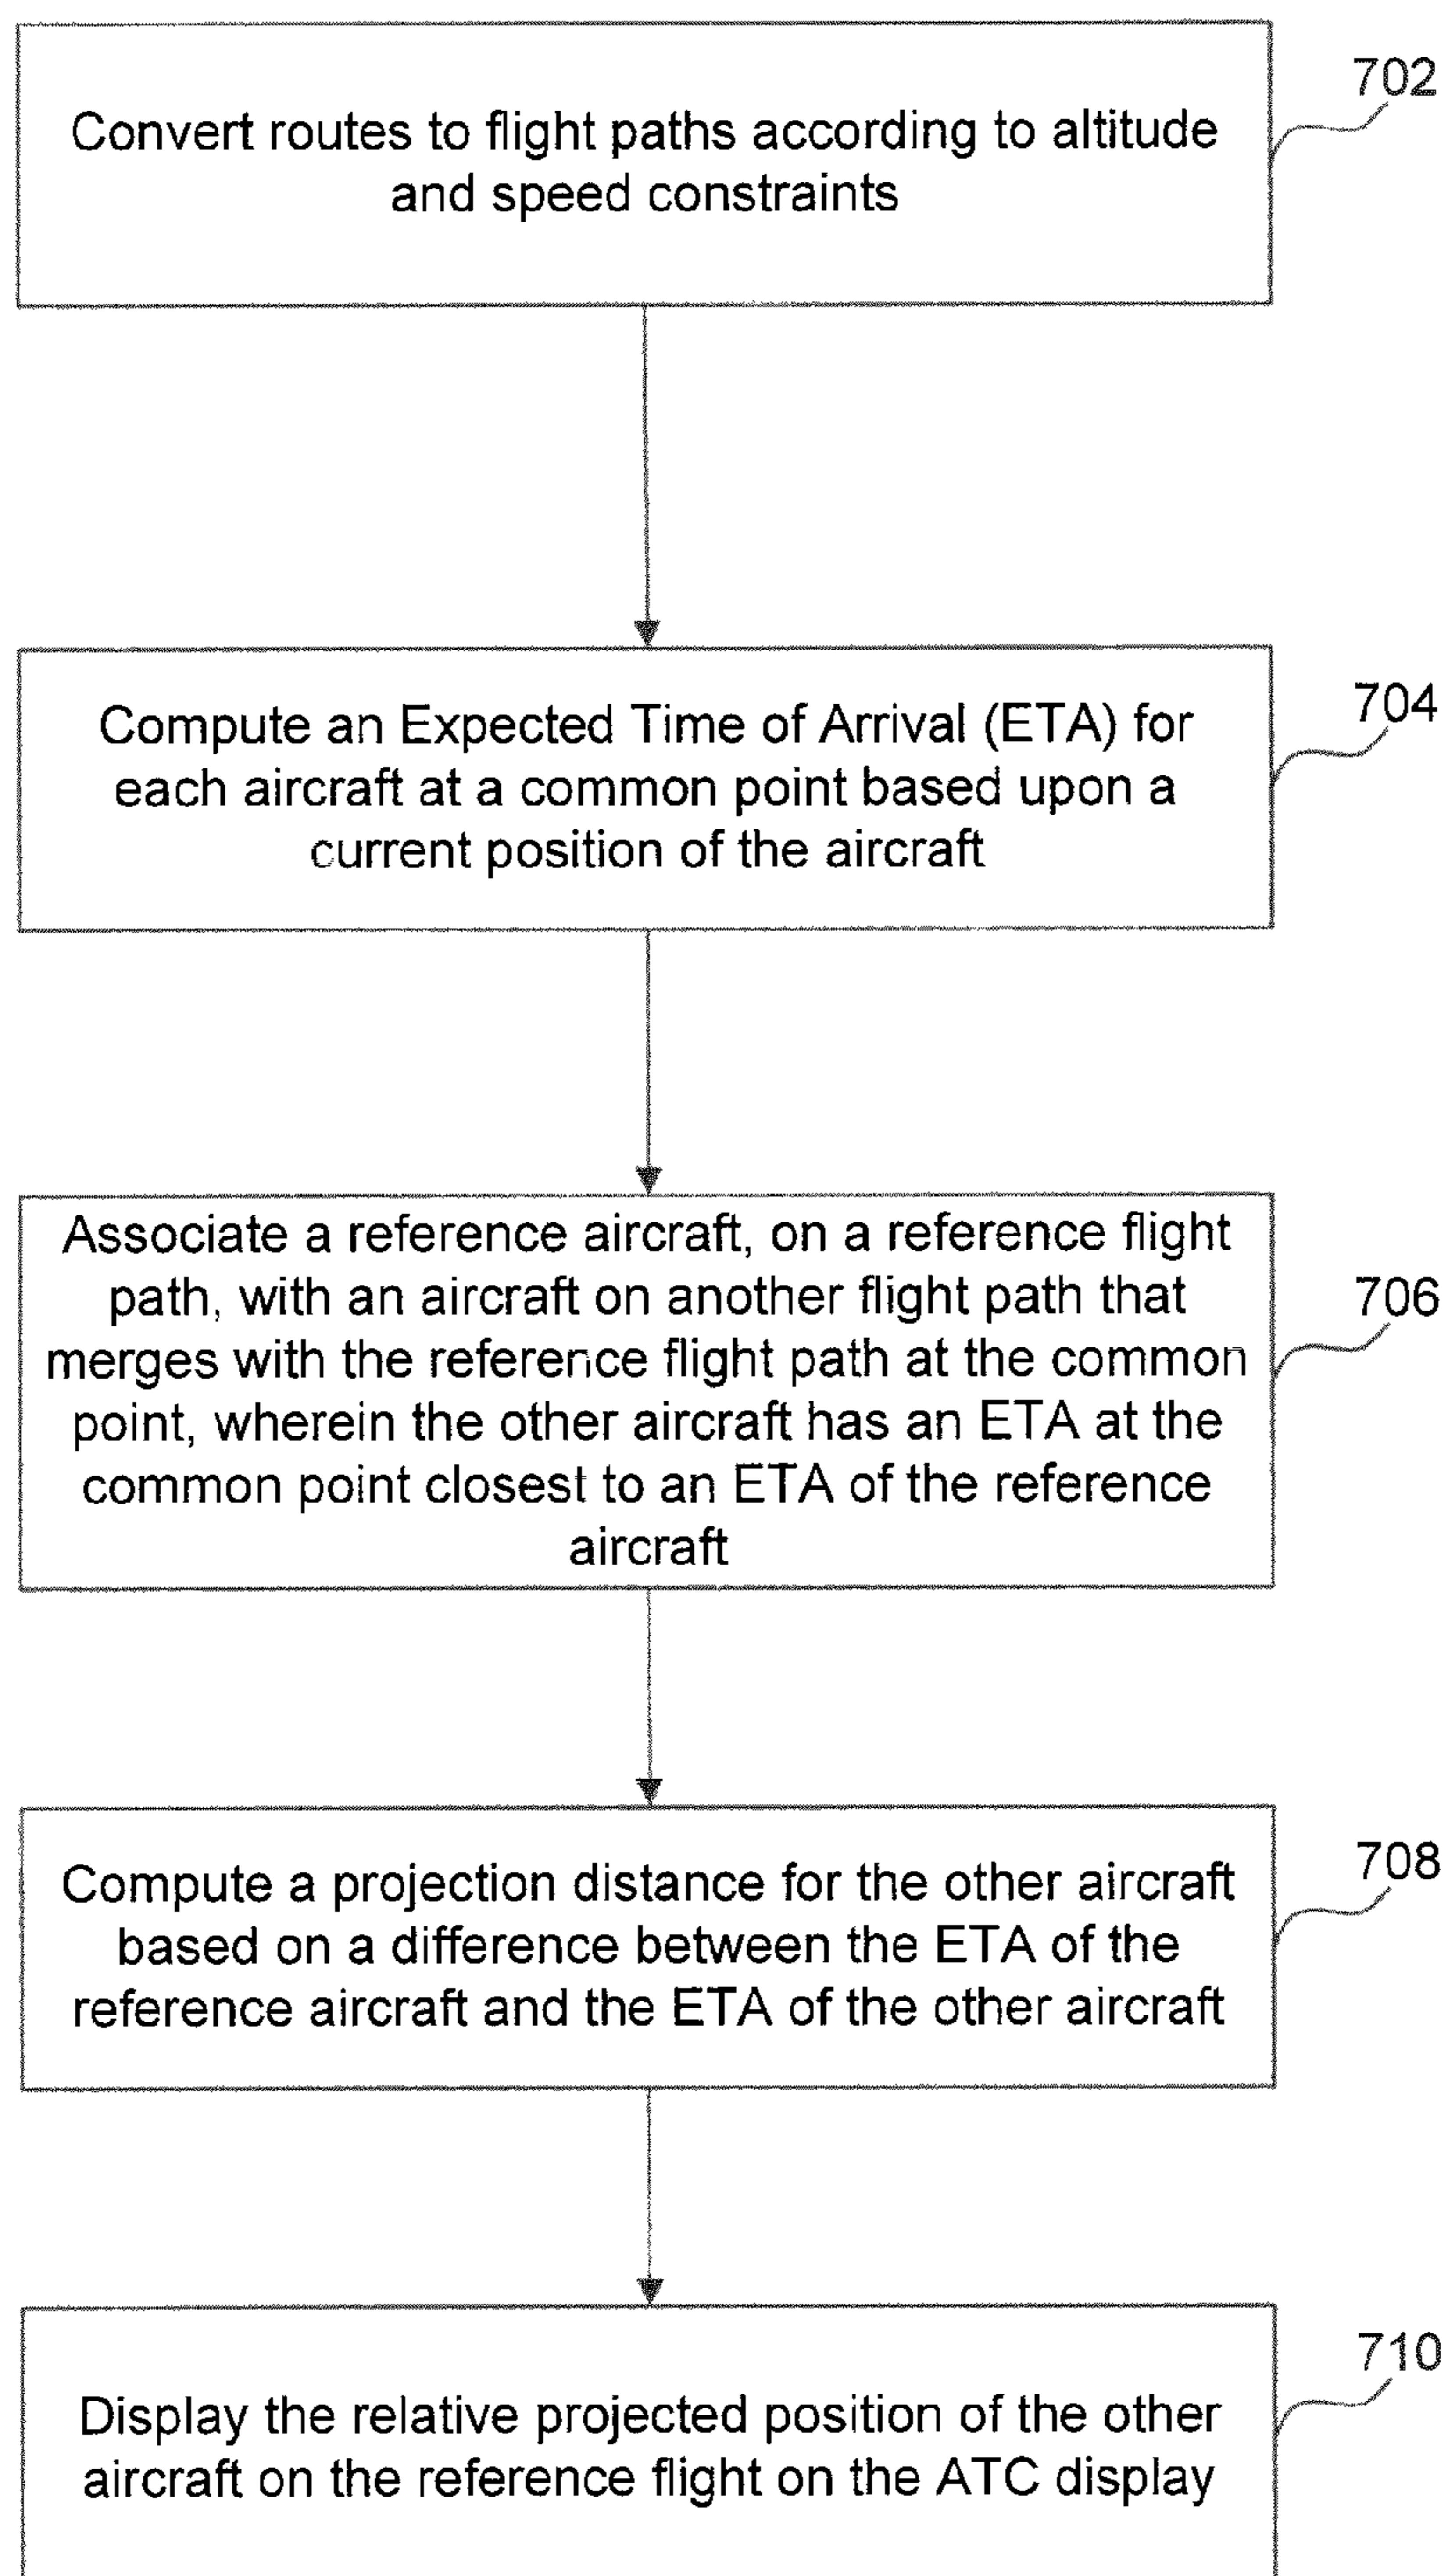 702
Convert routes to flight paths according to altitude
and speed constraints
704
Compute an Expected Time of Arrival (ETA) for
each aircraft at a common point based upon a
current position of the aircraft
Associate a reference aircraft, on a reference flight
706
path, with an aircraft on another flight path that
merges with the reference flight path at the common
point, wherein the other aircraft has an ETA at the
common point closest to an ETA of the reference
aircraft
708
Compute a projection distance for the other aircraft
based on a difference between the ETA of the
reference aircraft and the ETA of the other aircraft
710
Display the relative projected position of the other
aircraft on the reference flight on the ATC display